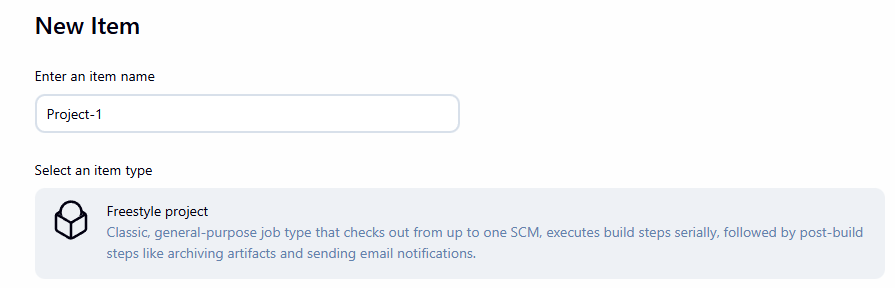 New Item
Enter an item name
Project-1
Select an item type
Freestyle project
Classic, general-purpose job type that checks out from up to one SCM, executes build steps serially, followed by post-build
steps like archiving artifacts and sending email notifications.